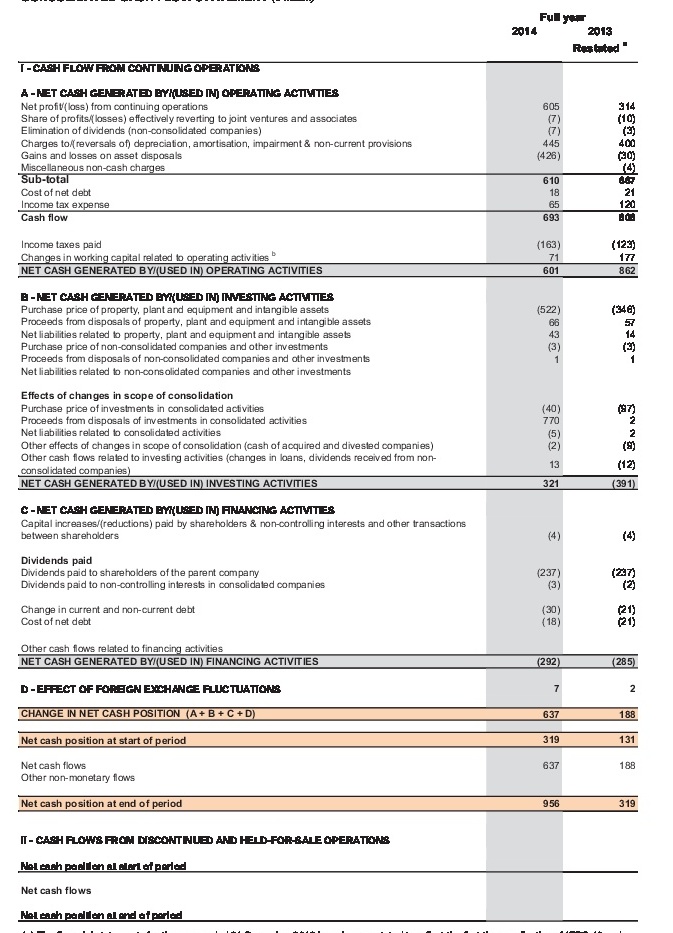 Full year
2014 2013
Restated a
I - CASH FLOW FROM CONTINUING OPERATIONS
A - NET CASH GENERATED BY/(USED IN) OPERATING ACTIVITIES
Net profit/(loss) from continuing operations 605 314
Share of profits/(losses) effectively reverting to joint ventures and associates (7) (10)
Elimination of dividends (non-consolidated companies) (7) (3)
Charges to/(reversals of) depreciation, amortisation, impairment & non-current provisions 445 400
Gains and losses on asset disposals (426) (30)
Miscellaneous non-cash charges (4)
Sub-total 610 667
Cost of net debt 18 21
Income tax expense 65 120
Cash flow 693 808
Income taxes paid (163) (123)
Changes in working capital related to operating activities b 71 177
NET CASH GENERATED BY/(USED IN) OPERATING ACTIVITIES 601 862
B - NET CASH GENERATED BY/(USED IN) INVESTING ACTIVITIES
Purchase price of property, plant and equipment and intangible assets (522) (346)
Proceeds from disposals of property, plant and equipment and intangible assets 66 57
Net liabilities related to property, plant and equipment and intangible assets 43 14
Purchase price of non-consolidated companies and other investments (3) (3)
Proceeds from disposals of non-consolidated companies and other investments 1 1
Net liabilities related to non-consolidated companies and other investments
Effects of changes in scope of consolidation
Purchase price of investments in consolidated activities (40) (97)
Proceeds from disposals of investments in consolidated activities 770 2
Net liabilities related to consolidated activities (5) 2
Other effects of changes in scope of consolidation (cash of acquired and divested companies) (2) (9)
Other cash flows related to investing activities (changes in loans, dividends received from non-
consolidated companies) 13 (12)
NET CASH GENERATED BY/(USED IN) INVESTING ACTIVITIES 321 (391)
C - NET CASH GENERATED BY/(USED IN) FINANCING ACTIVITIES
Capital increases/(reductions) paid by shareholders & non-controlling interests and other transactions
between shareholders (4) (4)
Dividends paid
Dividends paid to shareholders of the parent company (237) (237)
Dividends paid to non-controlling interests in consolidated companies (3) (2)
Change in current and non-current debt (30) (21)
Cost of net debt (18) (21)
Other cash flows related to financing activities
NET CASH GENERATED BY/(USED IN) FINANCING ACTIVITIES (292) (285)
D - EFFECT OF FOREIGN EXCHANGE FLUCTUATIONS 7 2
CHANGE IN NET CASH POSITION (A + B + C + D) 637 188
Net cash position at start of period 319 131
Net cash flows 637 188
Other non-monetary flows
Net cash position at end of period 956 319
II - CASH FLOWS FROM DISCONTINUED AND HELD-FOR-SALE OPERATIONS
Net cash position at start of period
Net cash flows
Net cash position at end of period